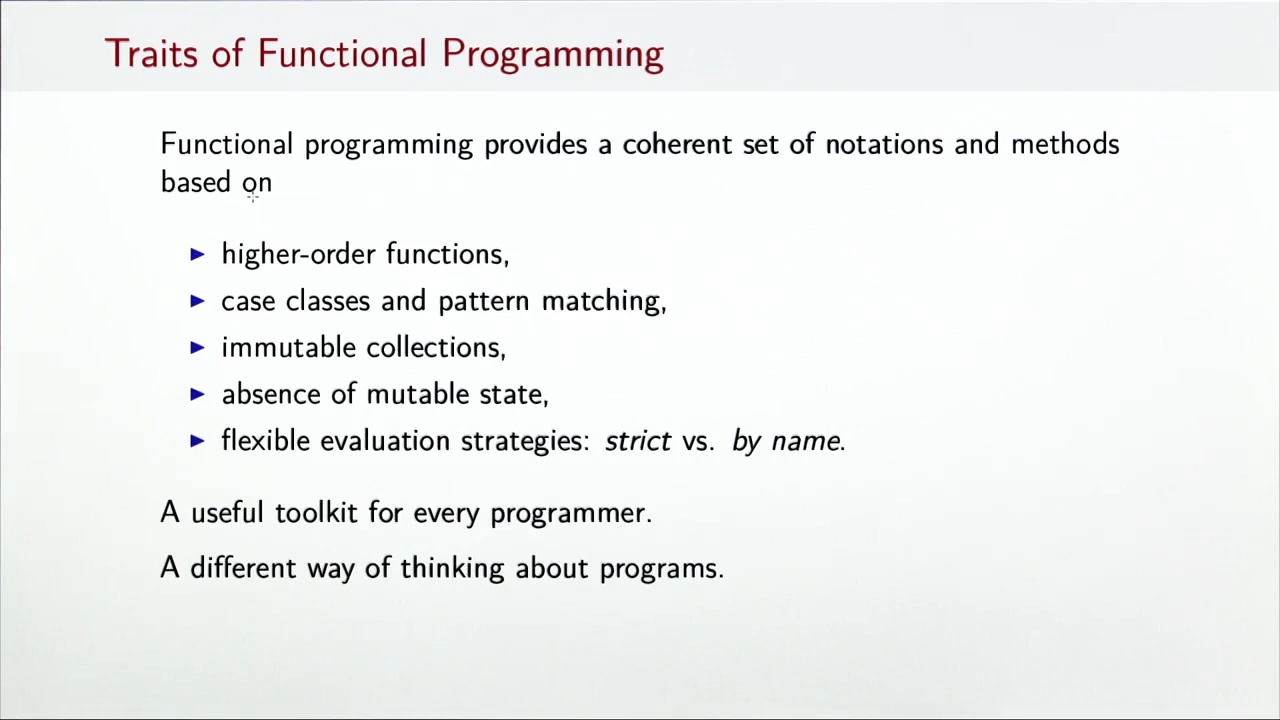 Traits of Functional Programming
Functional programming provides a coherent set of notations and methods
based on
▶ higher-order functions,
▶ case classes and pattern matching,
▶ immutable collections,
▶ absence of mutable state,
▶ flexible evaluation strategies: strict vs. by name.
A useful toolkit for every programmer.
A different way of thinking about programs.